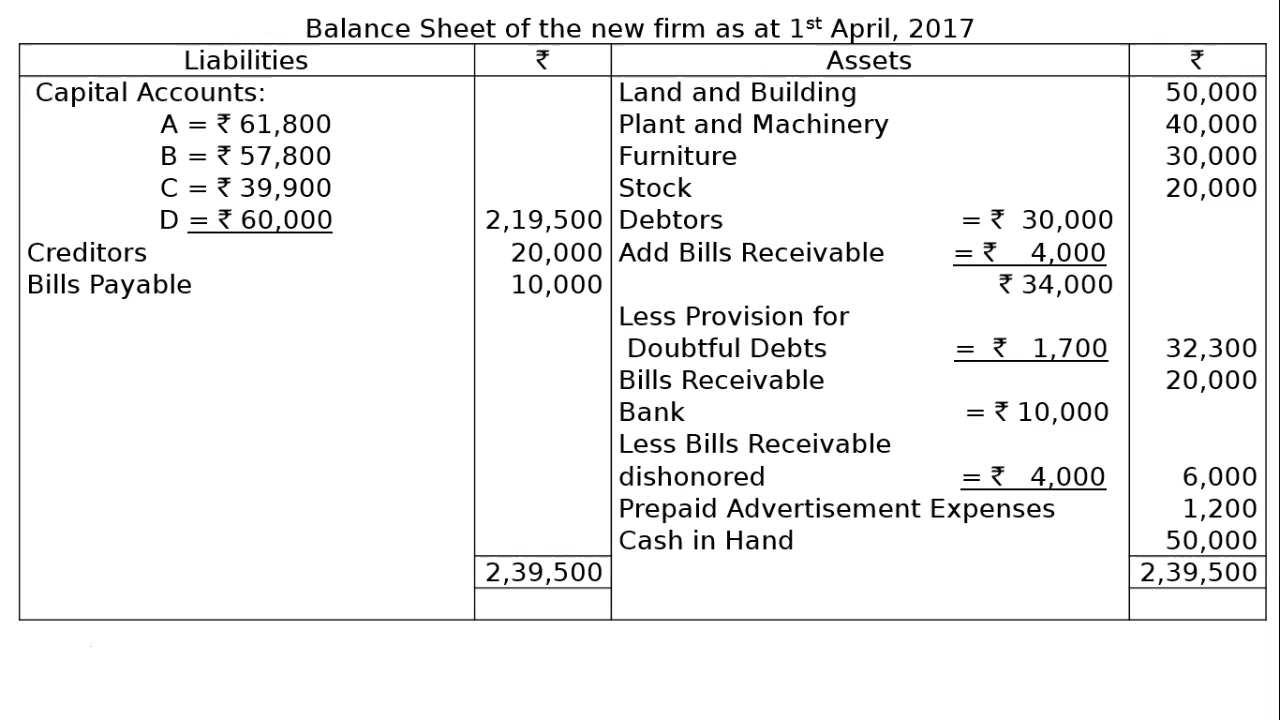 Balance Sheet of the new firm as at 1st April, 2017
Liabilities ₹ Assets ₹
Capital Accounts: Land and Building 50,000
A = ₹ 61,800 Plant and Machinery 40,000
B = ₹ 57,800 Furniture 30,000
C = ₹ 39,900 Stock 20,000
D = ₹ 60,000 2,19,500 Debtors = ₹ 30,000
Creditors 20,000 Add Bills Receivable = ₹ 4,000
Bills Payable 10,000 ₹ 34,000
Less Provision for
Doubtful Debts = ₹ 1,700 32,300
Bills Receivable 20,000
Bank = ₹ 10,000
Less Bills Receivable
dishonored = ₹ 4,000 6,000
Prepaid Advertisement Expenses 1,200
Cash in Hand 50,000
2,39,500 2,39,500